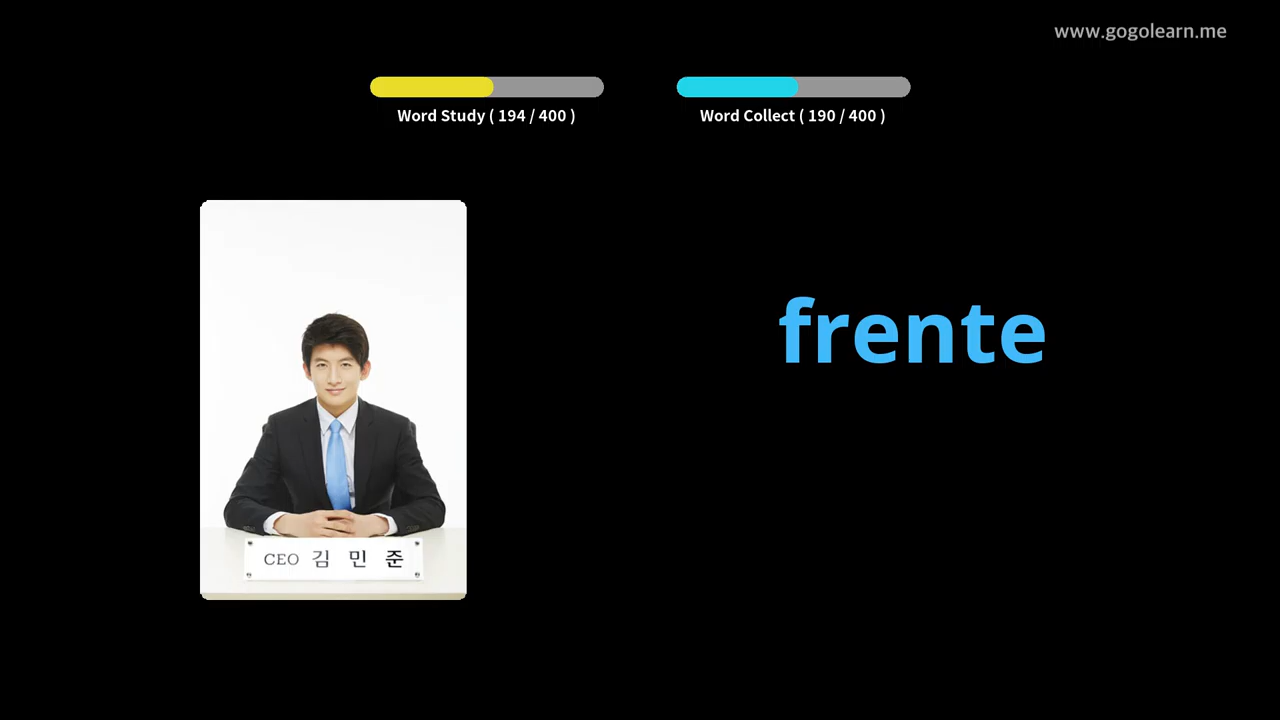 www.gogolearn.me
Word Study ( 194 / 400 )
Word Collect ( 190 / 400 )
frente
CEO 김 민 준